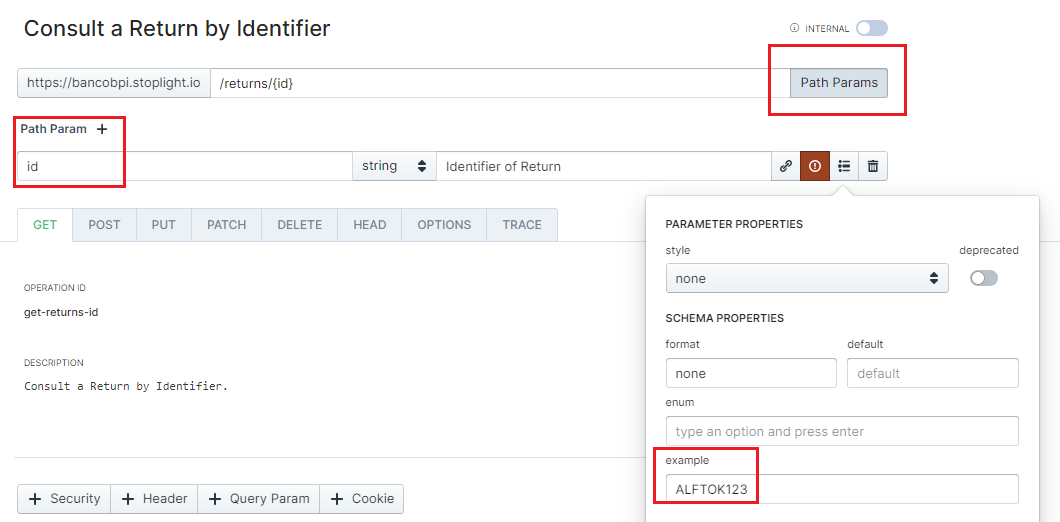 Consult a Return by Identifier
INTERNAL
https://bancobpi.stoplight.io /returns/{id} Path Params
Path Param +
id string Identifier of Return
GET POST PUT PATCH DELETE HEAD OPTIONS TRACE
OPERATION ID
get-returns-id
DESCRIPTION
Consult a Return by Identifier.
+ Security + Header + Query Param + Cookie
PARAMETER PROPERTIES
style deprecated
none
SCHEMA PROPERTIES
format default
none default
enum
type an option and press enter
example
ALFTOK123